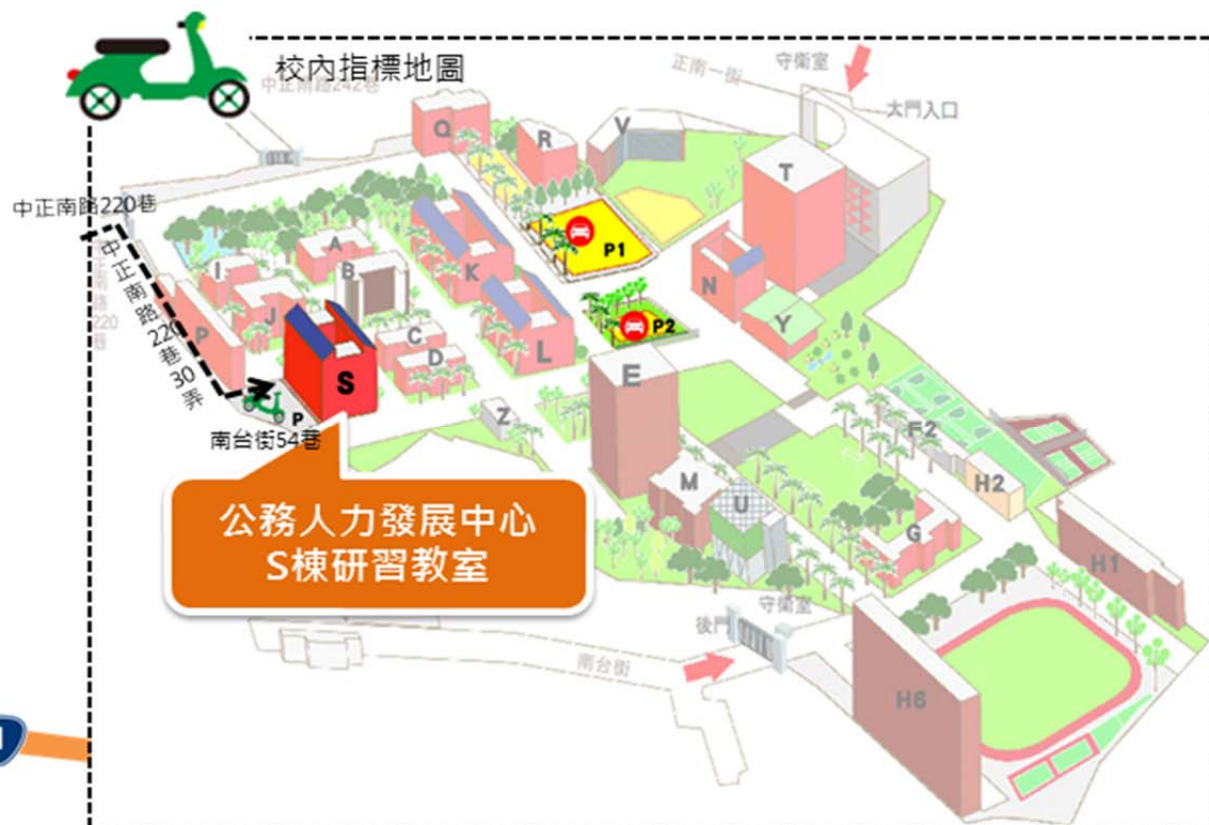 校內指標地圖
中正南路242巷
正南一街
守衛室
大門入口
Q
R
V
T
中正南路220巷
中正南路220巷
中正南路220巷30弄
A
I
B
K
P1
N
J
P
C
D
L
P2
Y
S
E
Z
P
南台街54巷
F2
H2
M
U
G
H1
公務人力發展中心
S棟研習教室
守衛室
後門
南台街
H6